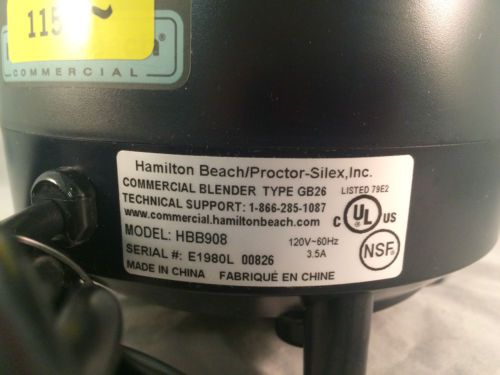 115 ~
COMMERCIAL
Hamilton Beach/Proctor-Silex,Inc.
COMMERCIAL BLENDER TYPE GB26
LISTED 79E2
TECHNICAL SUPPORT: 1-866-285-1087
www.commercial.hamiltonbeach.com
C UL US
MODEL: HBB908
120V~60Hz
3.5A
NSF
SERIAL #: E1980L 00826
MADE IN CHINA FABRIQUÉ EN CHINE